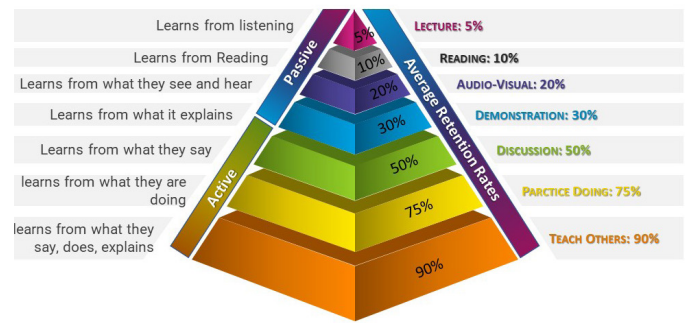 Learns from listening
5%
LECTURE: 5%
Learns from Reading
10%
READING: 10%
Learns from what they see and hear
20%
AUDIO-VISUAL: 20%
Learns from what it explains
30%
DEMONSTRATION: 30%
Learns from what they say
50%
DISCUSSION: 50%
learns from what they are
doing
75%
PARCTICE DOING: 75%
learns from what they
say, does, explains
90%
TEACH OTHERS: 90%
Passive
Active
Average Retention Rates